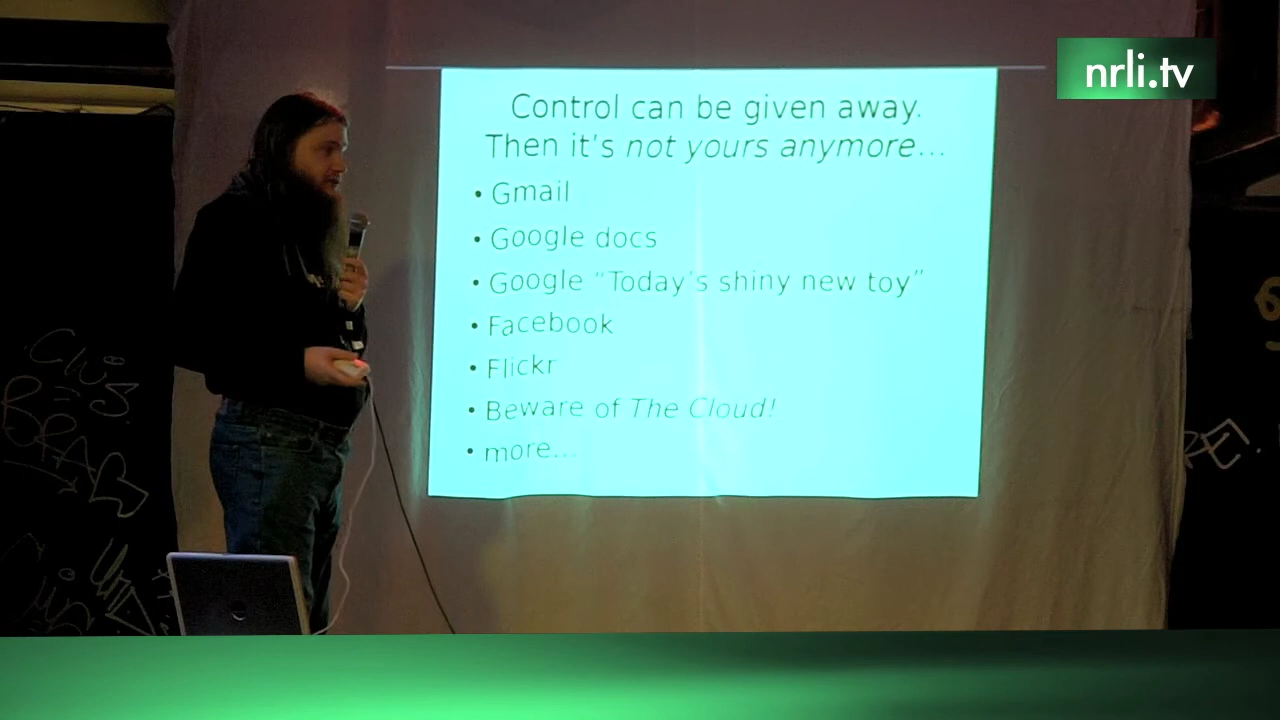 nrli.tv
Control can be given away.
Then it's not yours anymore...
• Gmail
• Google docs
• Google "Today's shiny new toy"
• Facebook
• Flickr
• Beware of The Cloud!
• more...